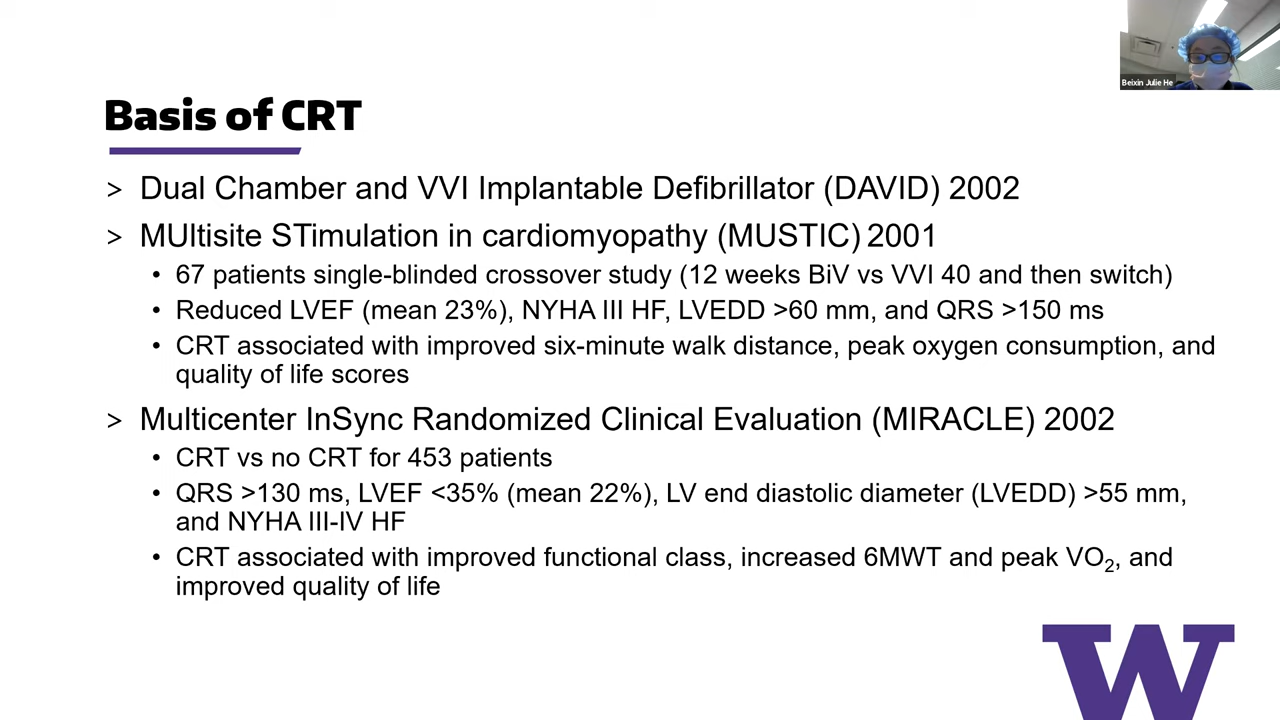 Beixin Julie He
Basis of CRT
> Dual Chamber and VVI Implantable Defibrillator (DAVID) 2002
> MUltisite STimulation in cardiomyopathy (MUSTIC) 2001
• 67 patients single-blinded crossover study (12 weeks BiV vs VVI 40 and then switch)
• Reduced LVEF (mean 23%), NYHA III HF, LVEDD >60 mm, and QRS >150 ms
• CRT associated with improved six-minute walk distance, peak oxygen consumption, and
quality of life scores
> Multicenter InSync Randomized Clinical Evaluation (MIRACLE) 2002
• CRT vs no CRT for 453 patients
• QRS >130 ms, LVEF <35% (mean 22%), LV end diastolic diameter (LVEDD) >55 mm,
and NYHA III-IV HF
• CRT associated with improved functional class, increased 6MWT and peak VO₂, and
improved quality of life
W